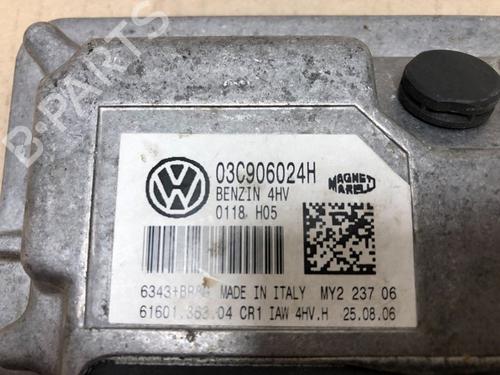 B-PARTS
03C906024H
BENZIN 4HV
0118 H05
MAGNETI
MARELLI
MADE IN ITALY MY2 237 06
61601.363.04 CR1 IAW 4HV.H 25.08.06